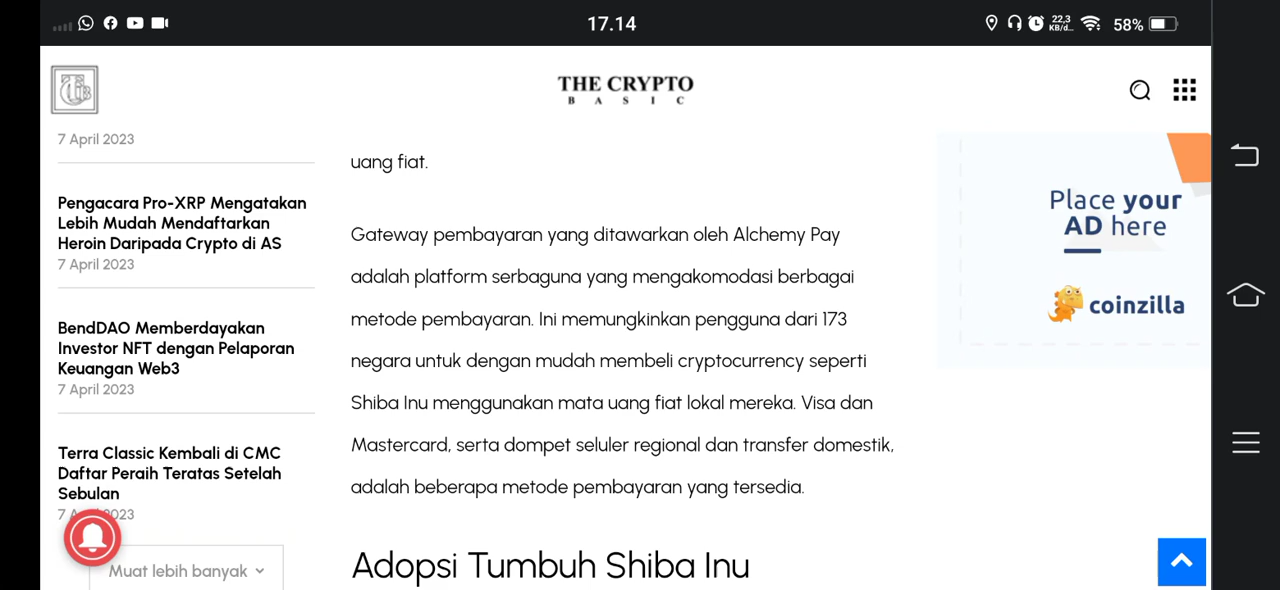 17.14
22,3
KB/d...
58%
THE CRYPTO
BASIC
7 April 2023
Pengacara Pro-XRP Mengatakan
Lebih Mudah Mendaftarkan
Heroin Daripada Crypto di AS
7 April 2023
BendDAO Memberdayakan
Investor NFT dengan Pelaporan
Keuangan Web3
7 April 2023
Terra Classic Kembali di CMC
Daftar Peraih Teratas Setelah
Sebulan
2023
Muat lebih banyak
uang fiat.
Gateway pembayaran yang ditawarkan oleh Alchemy Pay
adalah platform serbaguna yang mengakomodasi berbagai
metode pembayaran. Ini memungkinkan pengguna dari 173
negara untuk dengan mudah membeli cryptocurrency seperti
Shiba Inu menggunakan mata uang fiat lokal mereka. Visa dan
Mastercard, serta dompet seluler regional dan transfer domestik,
adalah beberapa metode pembayaran yang tersedia.
Adopsi Tumbuh Shiba Inu
Place your
AD here
coinzilla